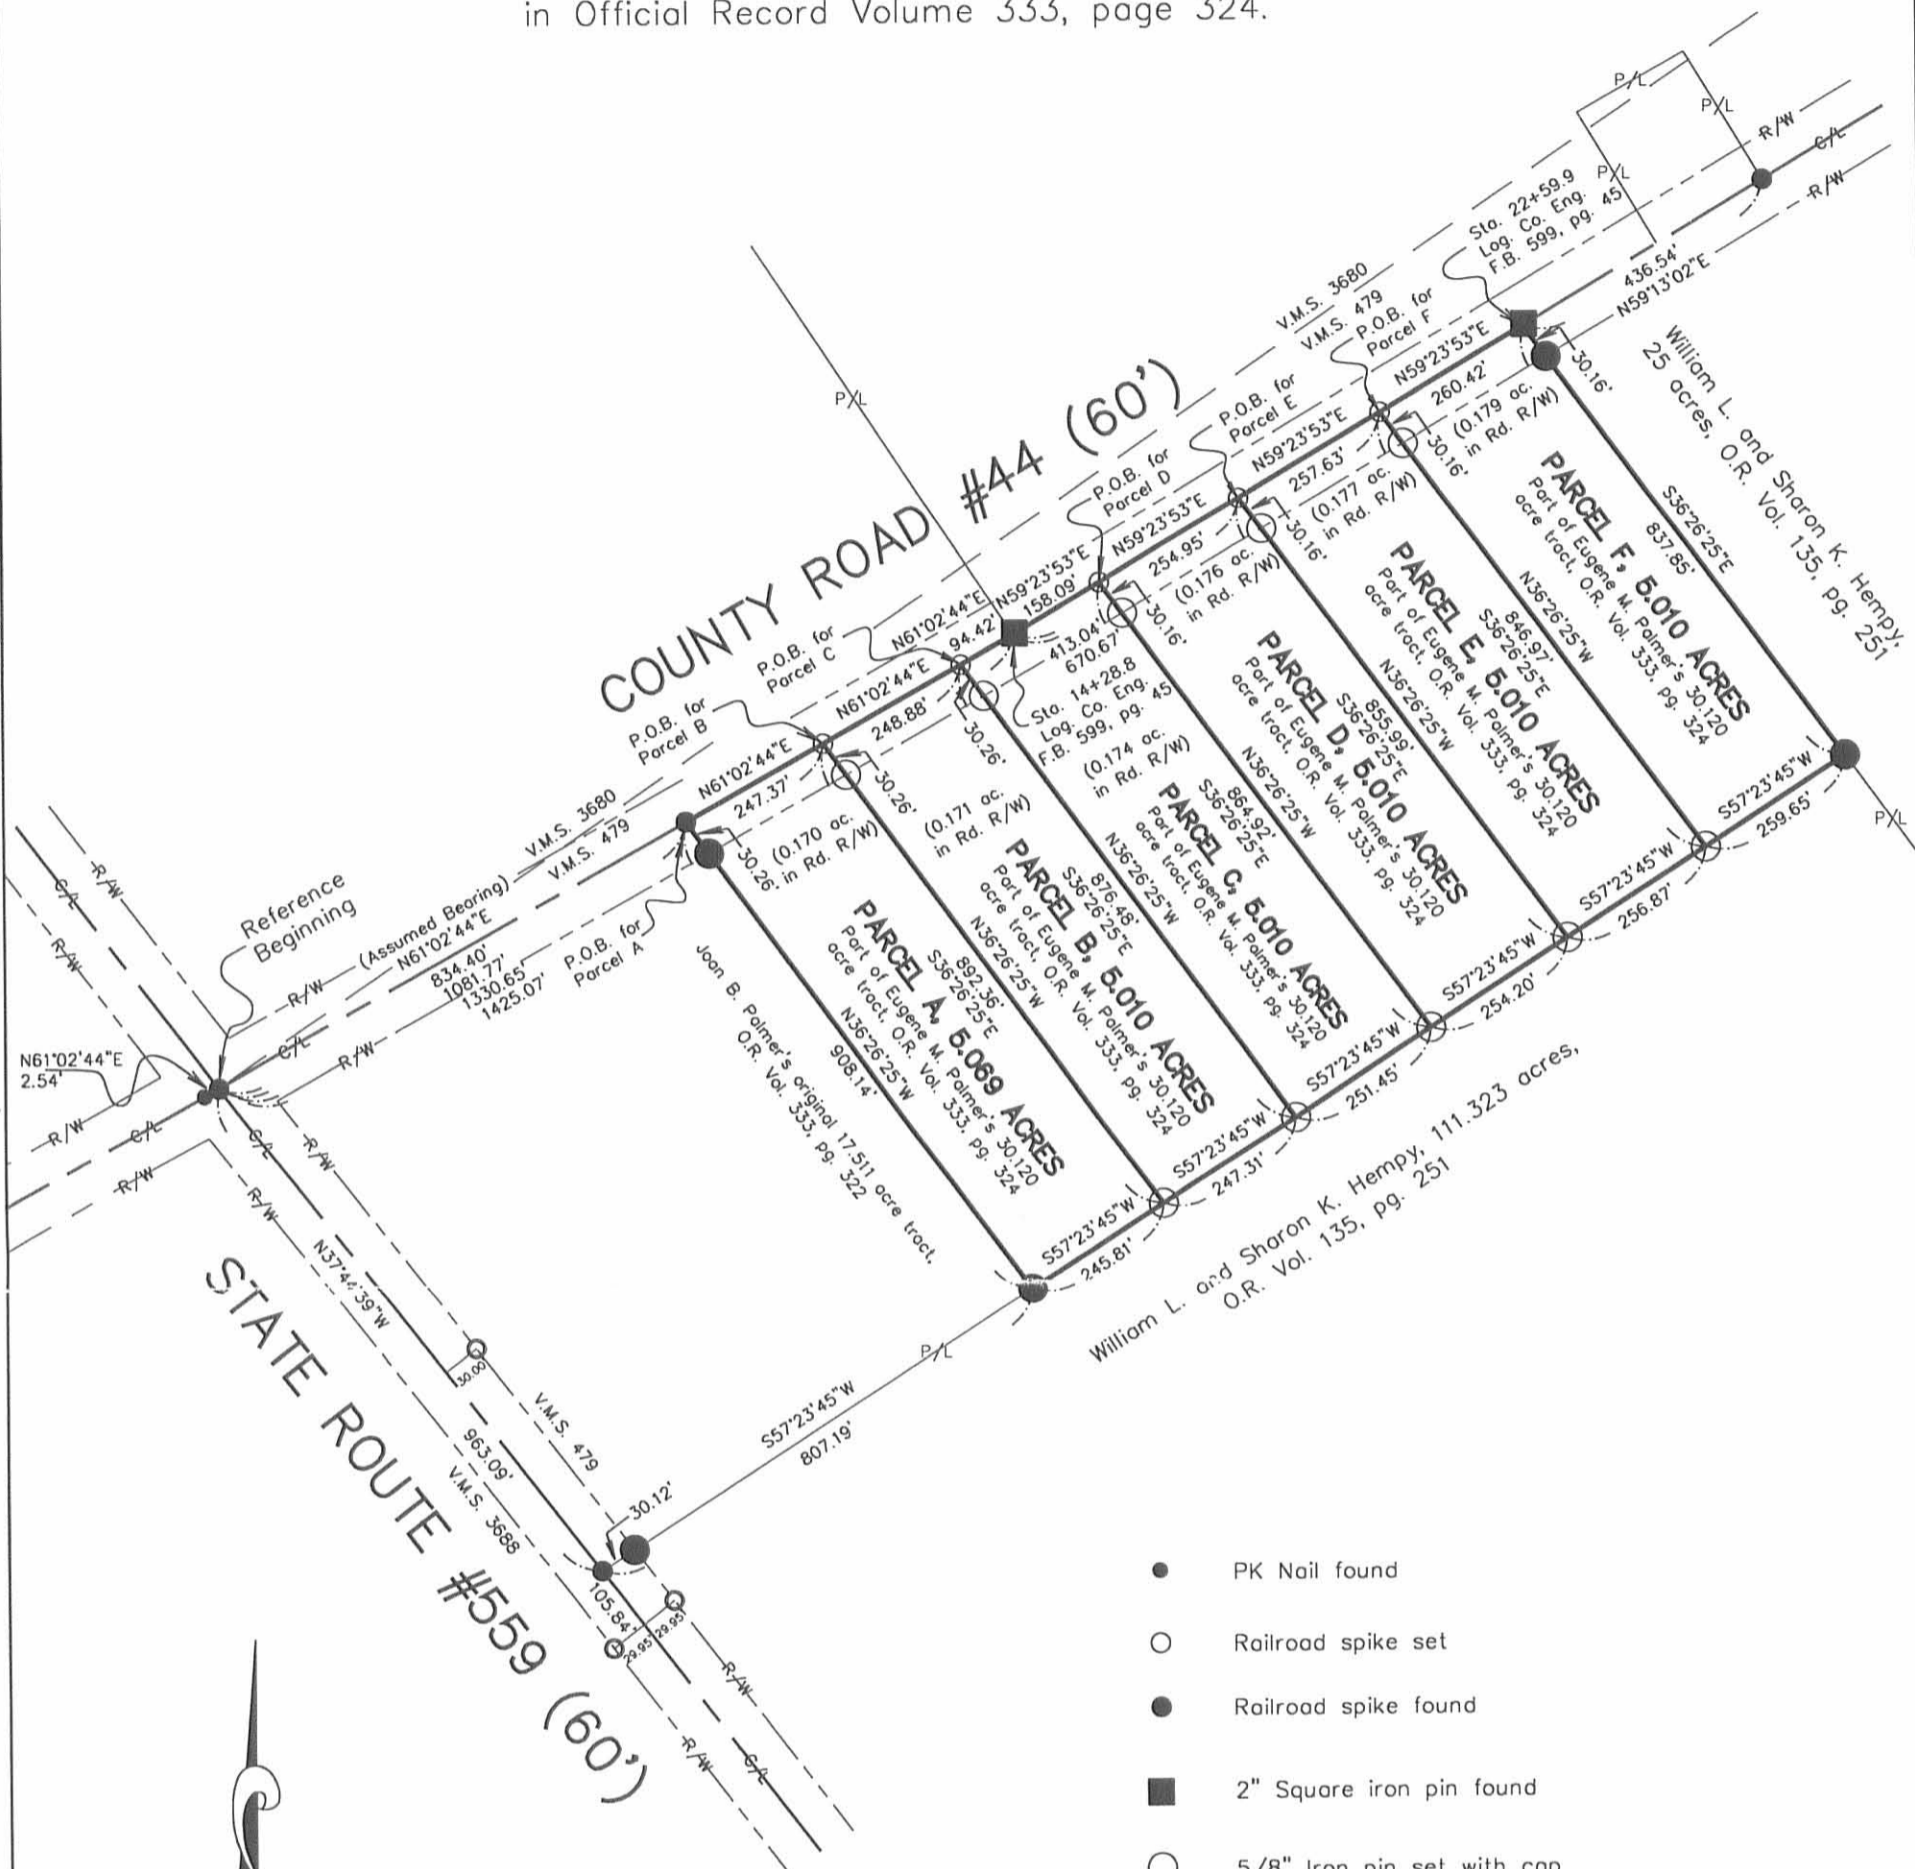 in Official Record Volume 333, page 324.
P/L
P/L
P/L
R/W
C/L
R/W
Sta. 22+59.9
Log. Co. Eng.
F.B. 599, pg. 45
436.54'
N59°13'02"E
V.M.S. 3680
V.M.S. 479
P.O.B. for
Parcel F
N59°23'53"E
260.42'
30.16'
(0.179 ac.
in Rd. R/W)
William L. and Sharon K. Hempy,
25 acres, O.R. Vol. 135, pg. 251
P/L
COUNTY ROAD #44 (60')
P.O.B. for
Parcel E
N59°23'53"E
257.63'
30.16'
(0.177 ac.
in Rd. R/W)
P.O.B. for
Parcel D
N59°23'53"E
254.95'
30.16'
(0.176 ac.
in Rd. R/W)
N59°23'53"E
158.09'
413.04'
670.67'
30.16'
N61°02'44"E
94.42'
Sta. 14+28.8
Log. Co. Eng.
F.B. 599, pg. 45
(0.174 ac.
in Rd. R/W)
P.O.B. for
Parcel C
N61°02'44"E
248.88'
30.26'
(0.171 ac.
in Rd. R/W)
P.O.B. for
Parcel B
N61°02'44"E
247.37'
30.26'
(0.170 ac.
in Rd. R/W)
30.26'
V.M.S. 3680
V.M.S. 479
P.O.B. for
Parcel A
S36°26'25"E
837.85'
PARCEL F, 5.010 ACRES
Part of Eugene M. Palmer's 30.120
acre tract, O.R. Vol. 333, pg. 324
N36°26'25"W
846.97'
S36°26'25"E
PARCEL E, 5.010 ACRES
Part of Eugene M. Palmer's 30.120
acre tract, O.R. Vol. 333, pg. 324
N36°26'25"W
855.99'
S36°26'25"E
PARCEL D, 5.010 ACRES
Part of Eugene M. Palmer's 30.120
acre tract, O.R. Vol. 333, pg. 324
N36°26'25"W
864.92'
S36°26'25"E
PARCEL C, 5.010 ACRES
Part of Eugene M. Palmer's 30.120
acre tract, O.R. Vol. 333, pg. 324
N36°26'25"W
876.48'
S36°26'25"E
PARCEL B, 5.010 ACRES
Part of Eugene M. Palmer's 30.120
acre tract, O.R. Vol. 333, pg. 324
N36°26'25"W
892.36'
S36°26'25"E
PARCEL A, 5.069 ACRES
Part of Eugene M. Palmer's 30.120
acre tract, O.R. Vol. 333, pg. 324
N36°26'25"W
908.14'
Joan B. Palmer's original 17.511 acre tract,
O.R. Vol. 333, pg. 322
P/L
S57°23'45"W
259.65'
S57°23'45"W
256.87'
S57°23'45"W
254.20'
S57°23'45"W
251.45'
S57°23'45"W
247.31'
S57°23'45"W
245.81'
William L. and Sharon K. Hempy, 111.323 acres,
O.R. Vol. 135, pg. 251
C/L
R/W
R/W
Reference
Beginning
R/W
(Assumed Bearing)
N61°02'44"E
834.40'
1081.77'
1330.65'
1425.07'
C/L
R/W
N61°02'44"E
2.54'
R/W
C/L
R/W
C/L
R/W
R/W
N37°44'39"W
30.00'
STATE ROUTE #559 (60')
V.M.S. 479
963.09'
V.M.S. 3688
P/L
S57°23'45"W
807.19'
30.12'
105.84'
29.95'
29.95'
R/W
R/W
C/L
PK Nail found
Railroad spike set
Railroad spike found
2" Square iron pin found
5/8" Iron pin set with cap